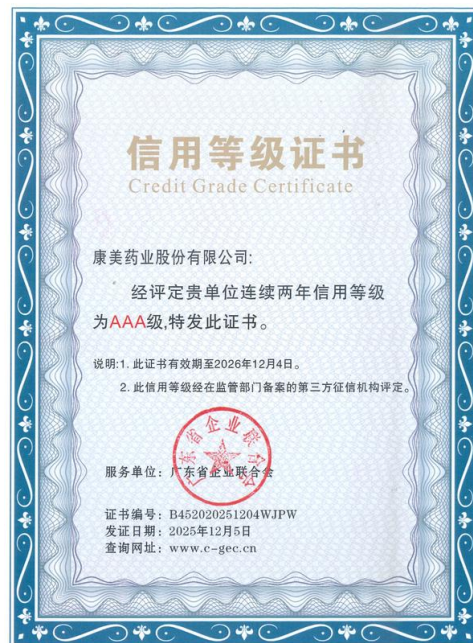 信用等级证书
Credit Grade Certificate
康美药业股份有限公司:
经评定贵单位连续两年信用等级
为AAA级,特发此证书。
说明:1. 此证书有效期至2026年12月4日。
2. 此信用等级经在监管部门备案的第三方征信机构评定。
广东省企业联合会
服务单位: 广东省企业联合会
证书编号: B452020251204WJPW
发证日期: 2025年12月5日
查询网址: www.c-gec.cn